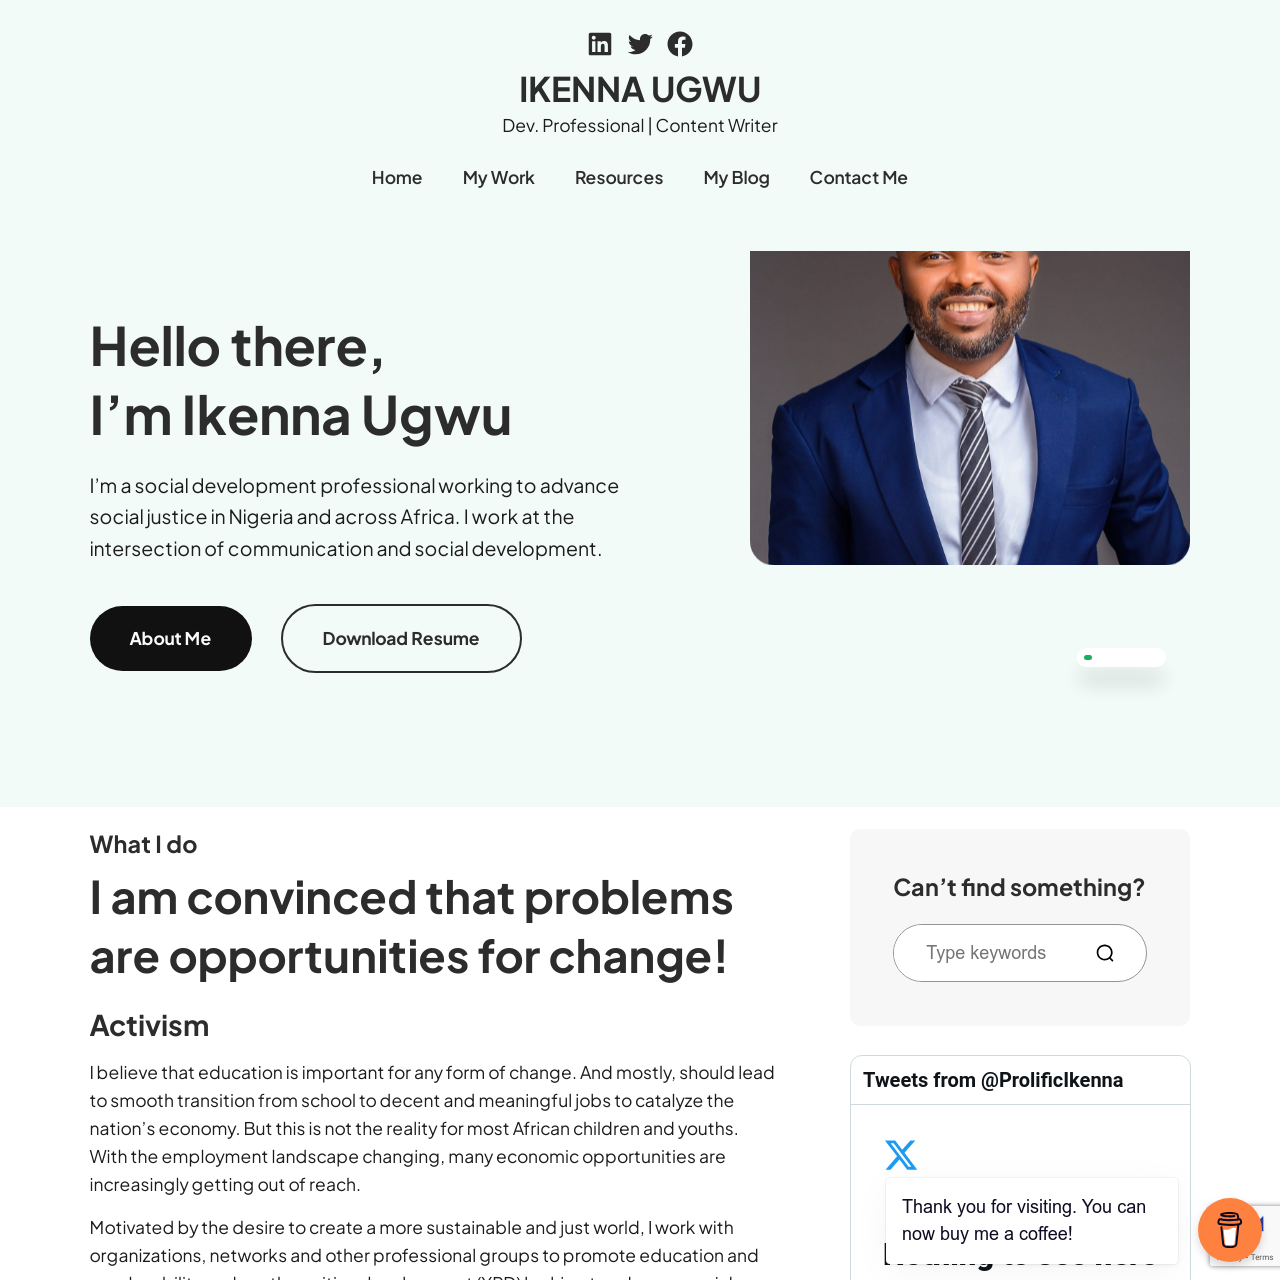 IKENNA UGWU
Dev. Professional | Content Writer
Home My Work Resources My Blog Contact Me
Hello there,
I’m Ikenna Ugwu
I’m a social development professional working to advance
social justice in Nigeria and across Africa. I work at the
intersection of communication and social development.
About Me Download Resume
What I do
I am convinced that problems
are opportunities for change!
Activism
I believe that education is important for any form of change. And mostly, should lead
to smooth transition from school to decent and meaningful jobs to catalyze the
nation’s economy. But this is not the reality for most African children and youths.
With the employment landscape changing, many economic opportunities are
increasingly getting out of reach.
Motivated by the desire to create a more sustainable and just world, I work with
organizations, networks and other professional groups to promote education and
Can’t find something?
Type keywords
Tweets from @ProlificIkenna
Thank you for visiting. You can
now buy me a coffee!
Terms